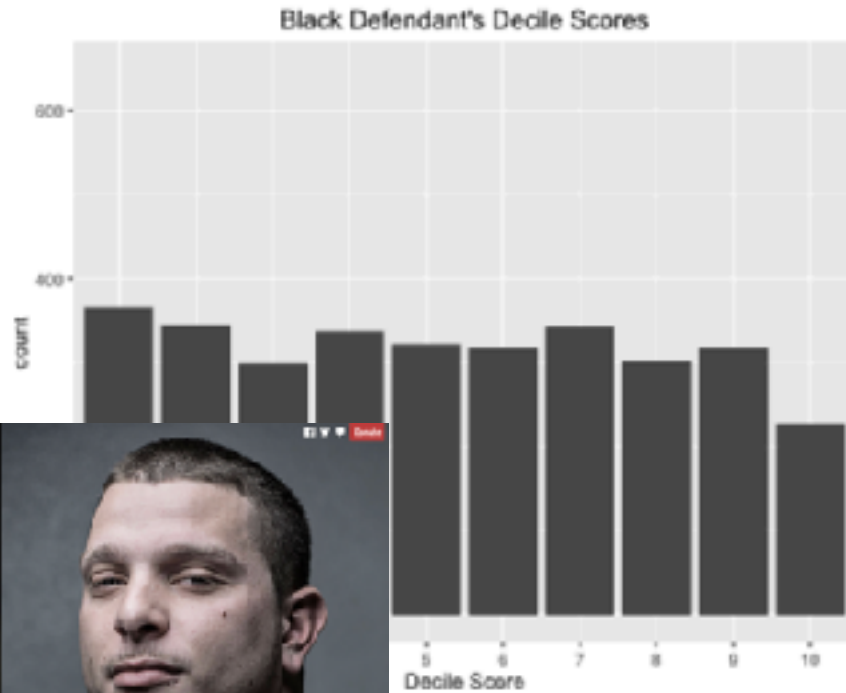 Black Defendant's Decile Scores
600
400
count
Donate
5 6 7 8 9 10
Decile Score